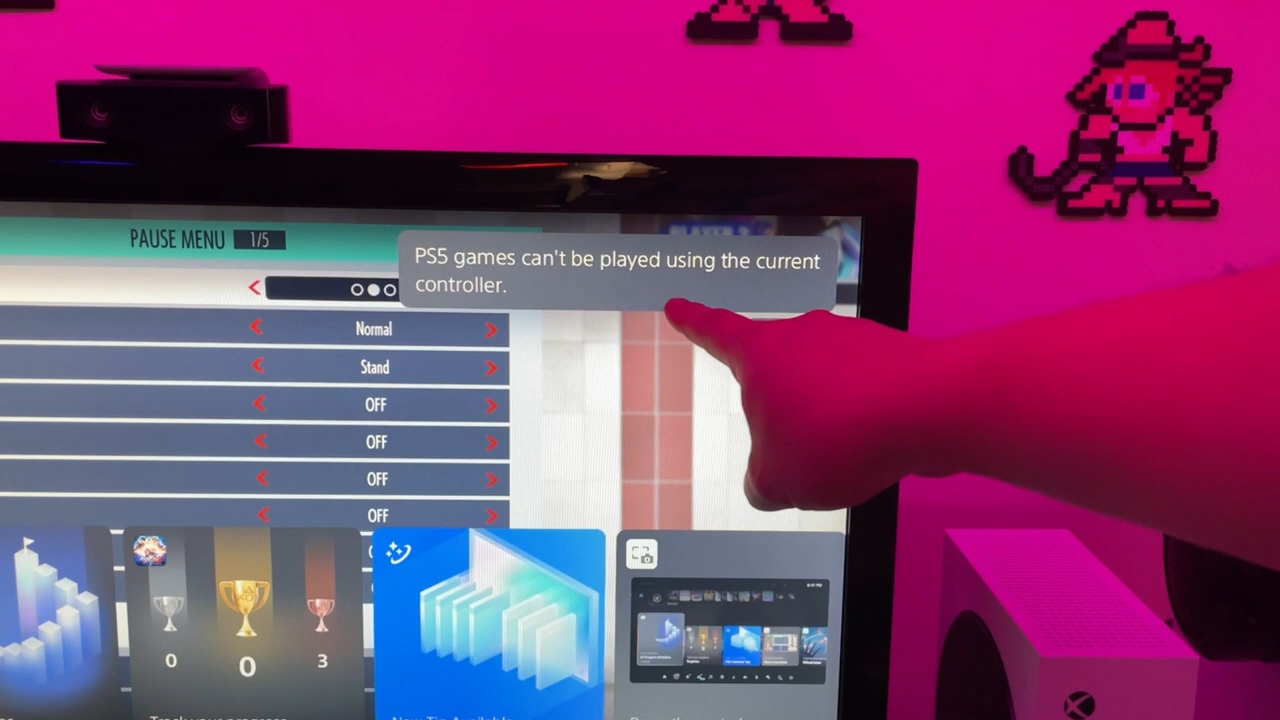 PAUSE MENU 1/5
PS5 games can't be played using the current
controller.
Normal
Stand
OFF
OFF
OFF
OFF
0
0
3